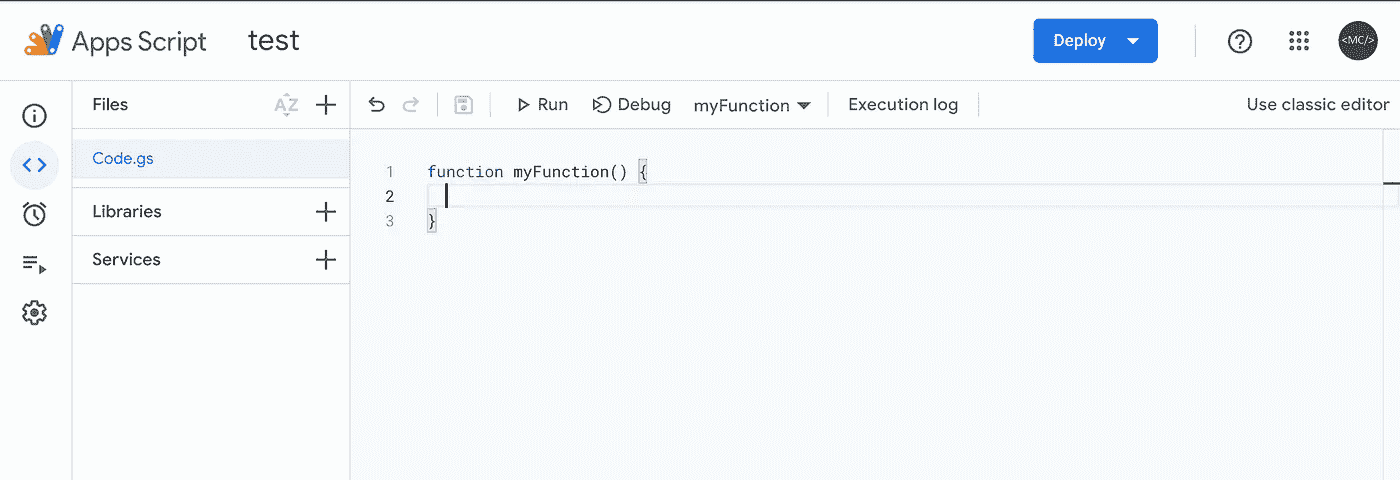 Apps Script test Deploy <MC/>
Files AZ Run Debug myFunction Execution log Use classic editor
Code.gs
1 function myFunction() {
2
3 }
Libraries
Services